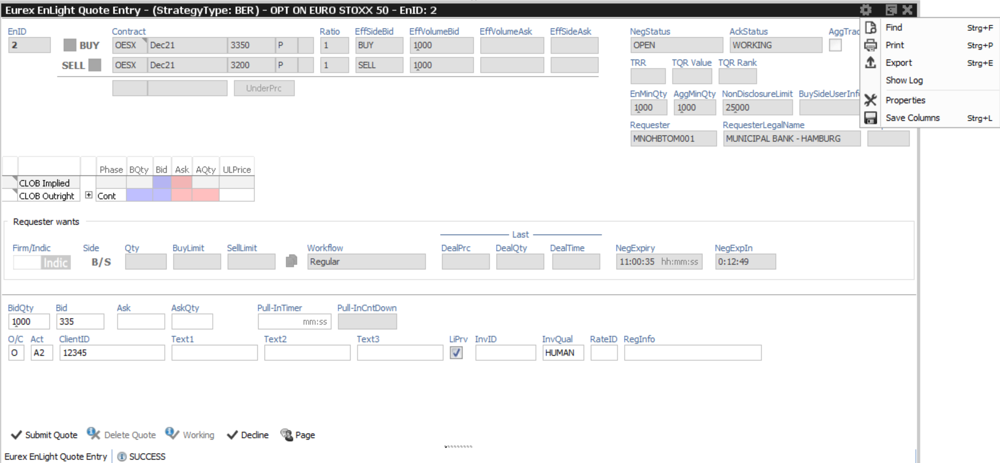 Eurex EnLight Quote Entry - (StrategyType: BER) - OPT ON EURO STOXX 50 - EnID: 2
EnID Contract Ratio EffSideBid EffVolumeBid EffVolumeAsk EffSideAsk NegStatus AckStatus
2 BUY OESX Dec21 3350 P 1 BUY 1000 OPEN WORKING
SELL OESX Dec21 3200 P 1 SELL 1000
UnderPrc
TRR TQR Value TQR Rank
EnMinQty AggMinQty NonDisclosureLimit
1000 1000 25000
Requester RequesterLegalName
MNOHBTOM001 MUNICIPAL BANK - HAMBURG
Find Strg+F
Print Strg+P
Export Strg+E
Show Log
Properties
Save Columns Strg+L
Phase BQty Bid Ask AQty ULPrice
CLOB Implied
CLOB Outright Cont
Requester wants
Last
Firm/Indic Side Qty BuyLimit SellLimit Workflow DealPrc DealQty DealTime NegExpiry NegExpIn
Indic B/S Regular 11:00:35 hh:mm:ss 0:12:49
BidQty Bid Ask AskQty Pull-InTimer Pull-InCntDown
1000 335 mm:ss
O/C Act ClientID Text1 Text2 Text3 LiPrv InvID InvQual RateID RegInfo
O A2 12345 HUMAN
Submit Quote Delete Quote Working Decline Page
Eurex EnLight Quote Entry SUCCESS